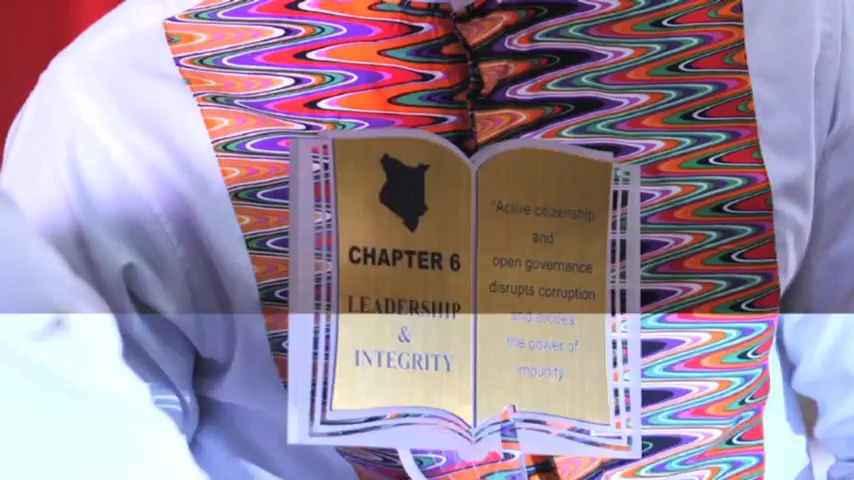 CHAPTER 6
LEADERSHIP
&
INTEGRITY
"Active citizenship
and
open governance
disrupts corruption
and erodes
the power of
impunity